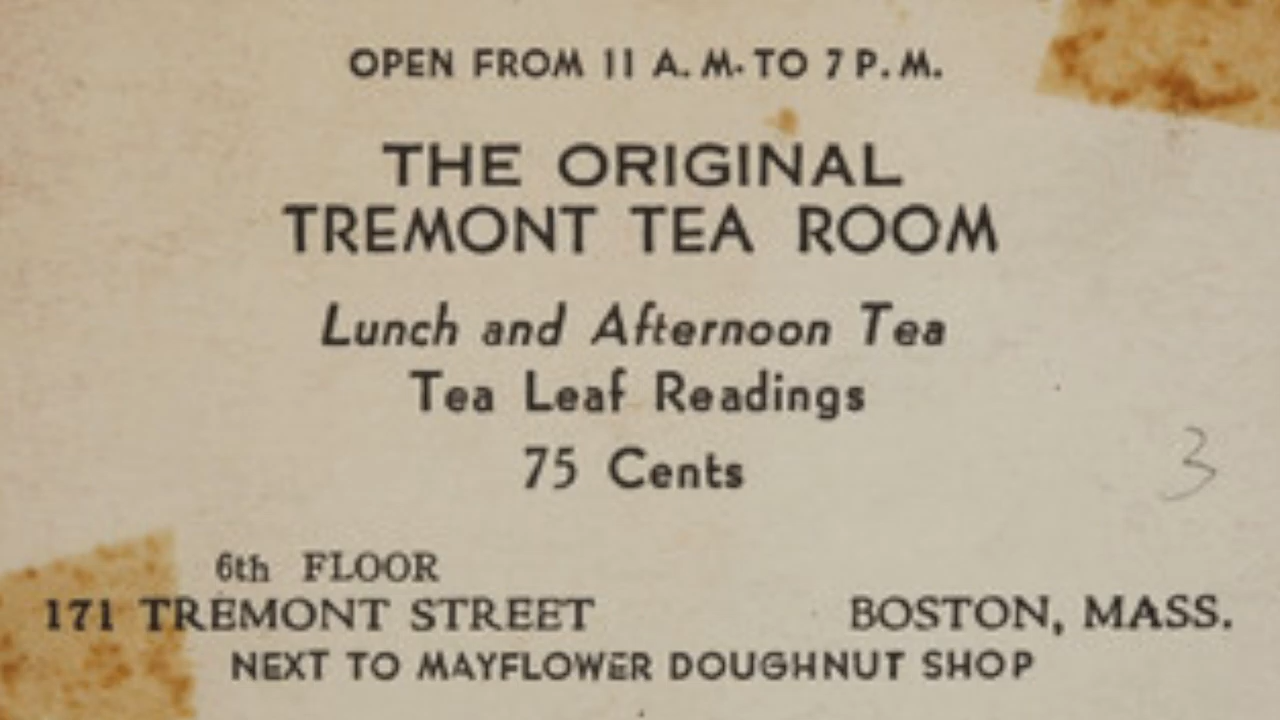 OPEN FROM 11 A. M. TO 7 P. M.
THE ORIGINAL
TREMONT TEA ROOM
Lunch and Afternoon Tea
Tea Leaf Readings
75 Cents
3
6th FLOOR
171 TREMONT STREET BOSTON, MASS.
NEXT TO MAYFLOWER DOUGHNUT SHOP